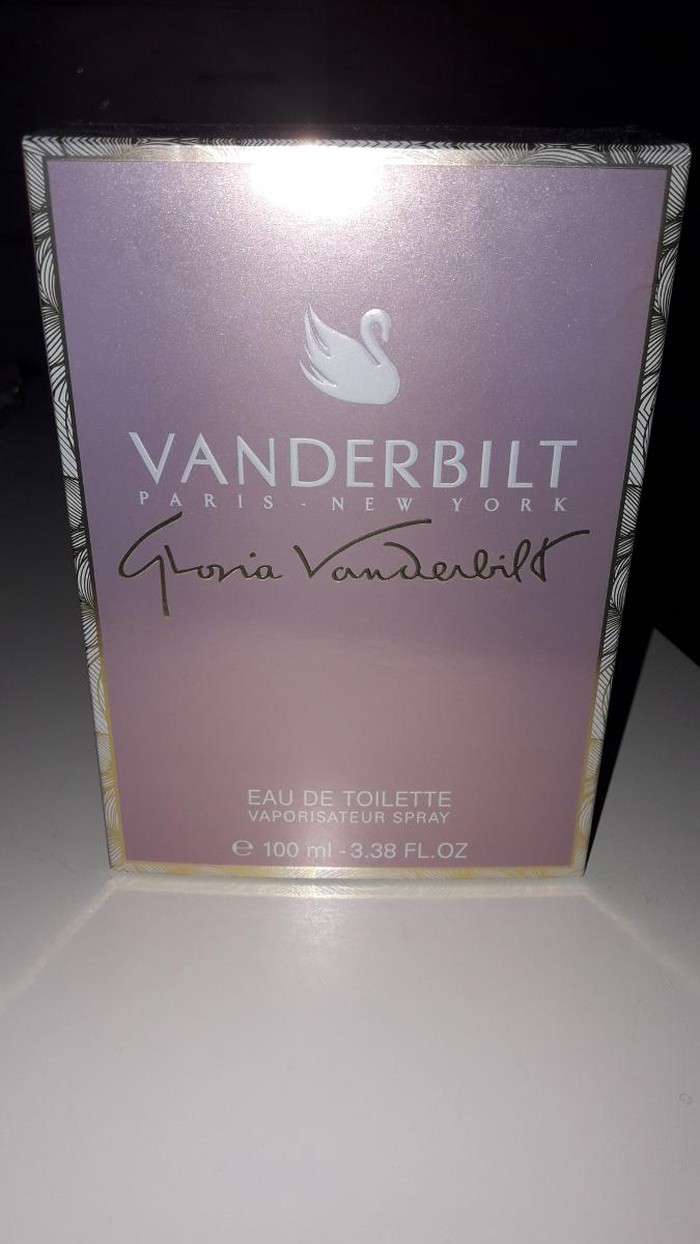 VANDERBILT
PARIS - NEW YORK
Gloria Vanderbilt
EAU DE TOILETTE
VAPORISATEUR SPRAY
℮ 100 ml - 3.38 FL.OZ